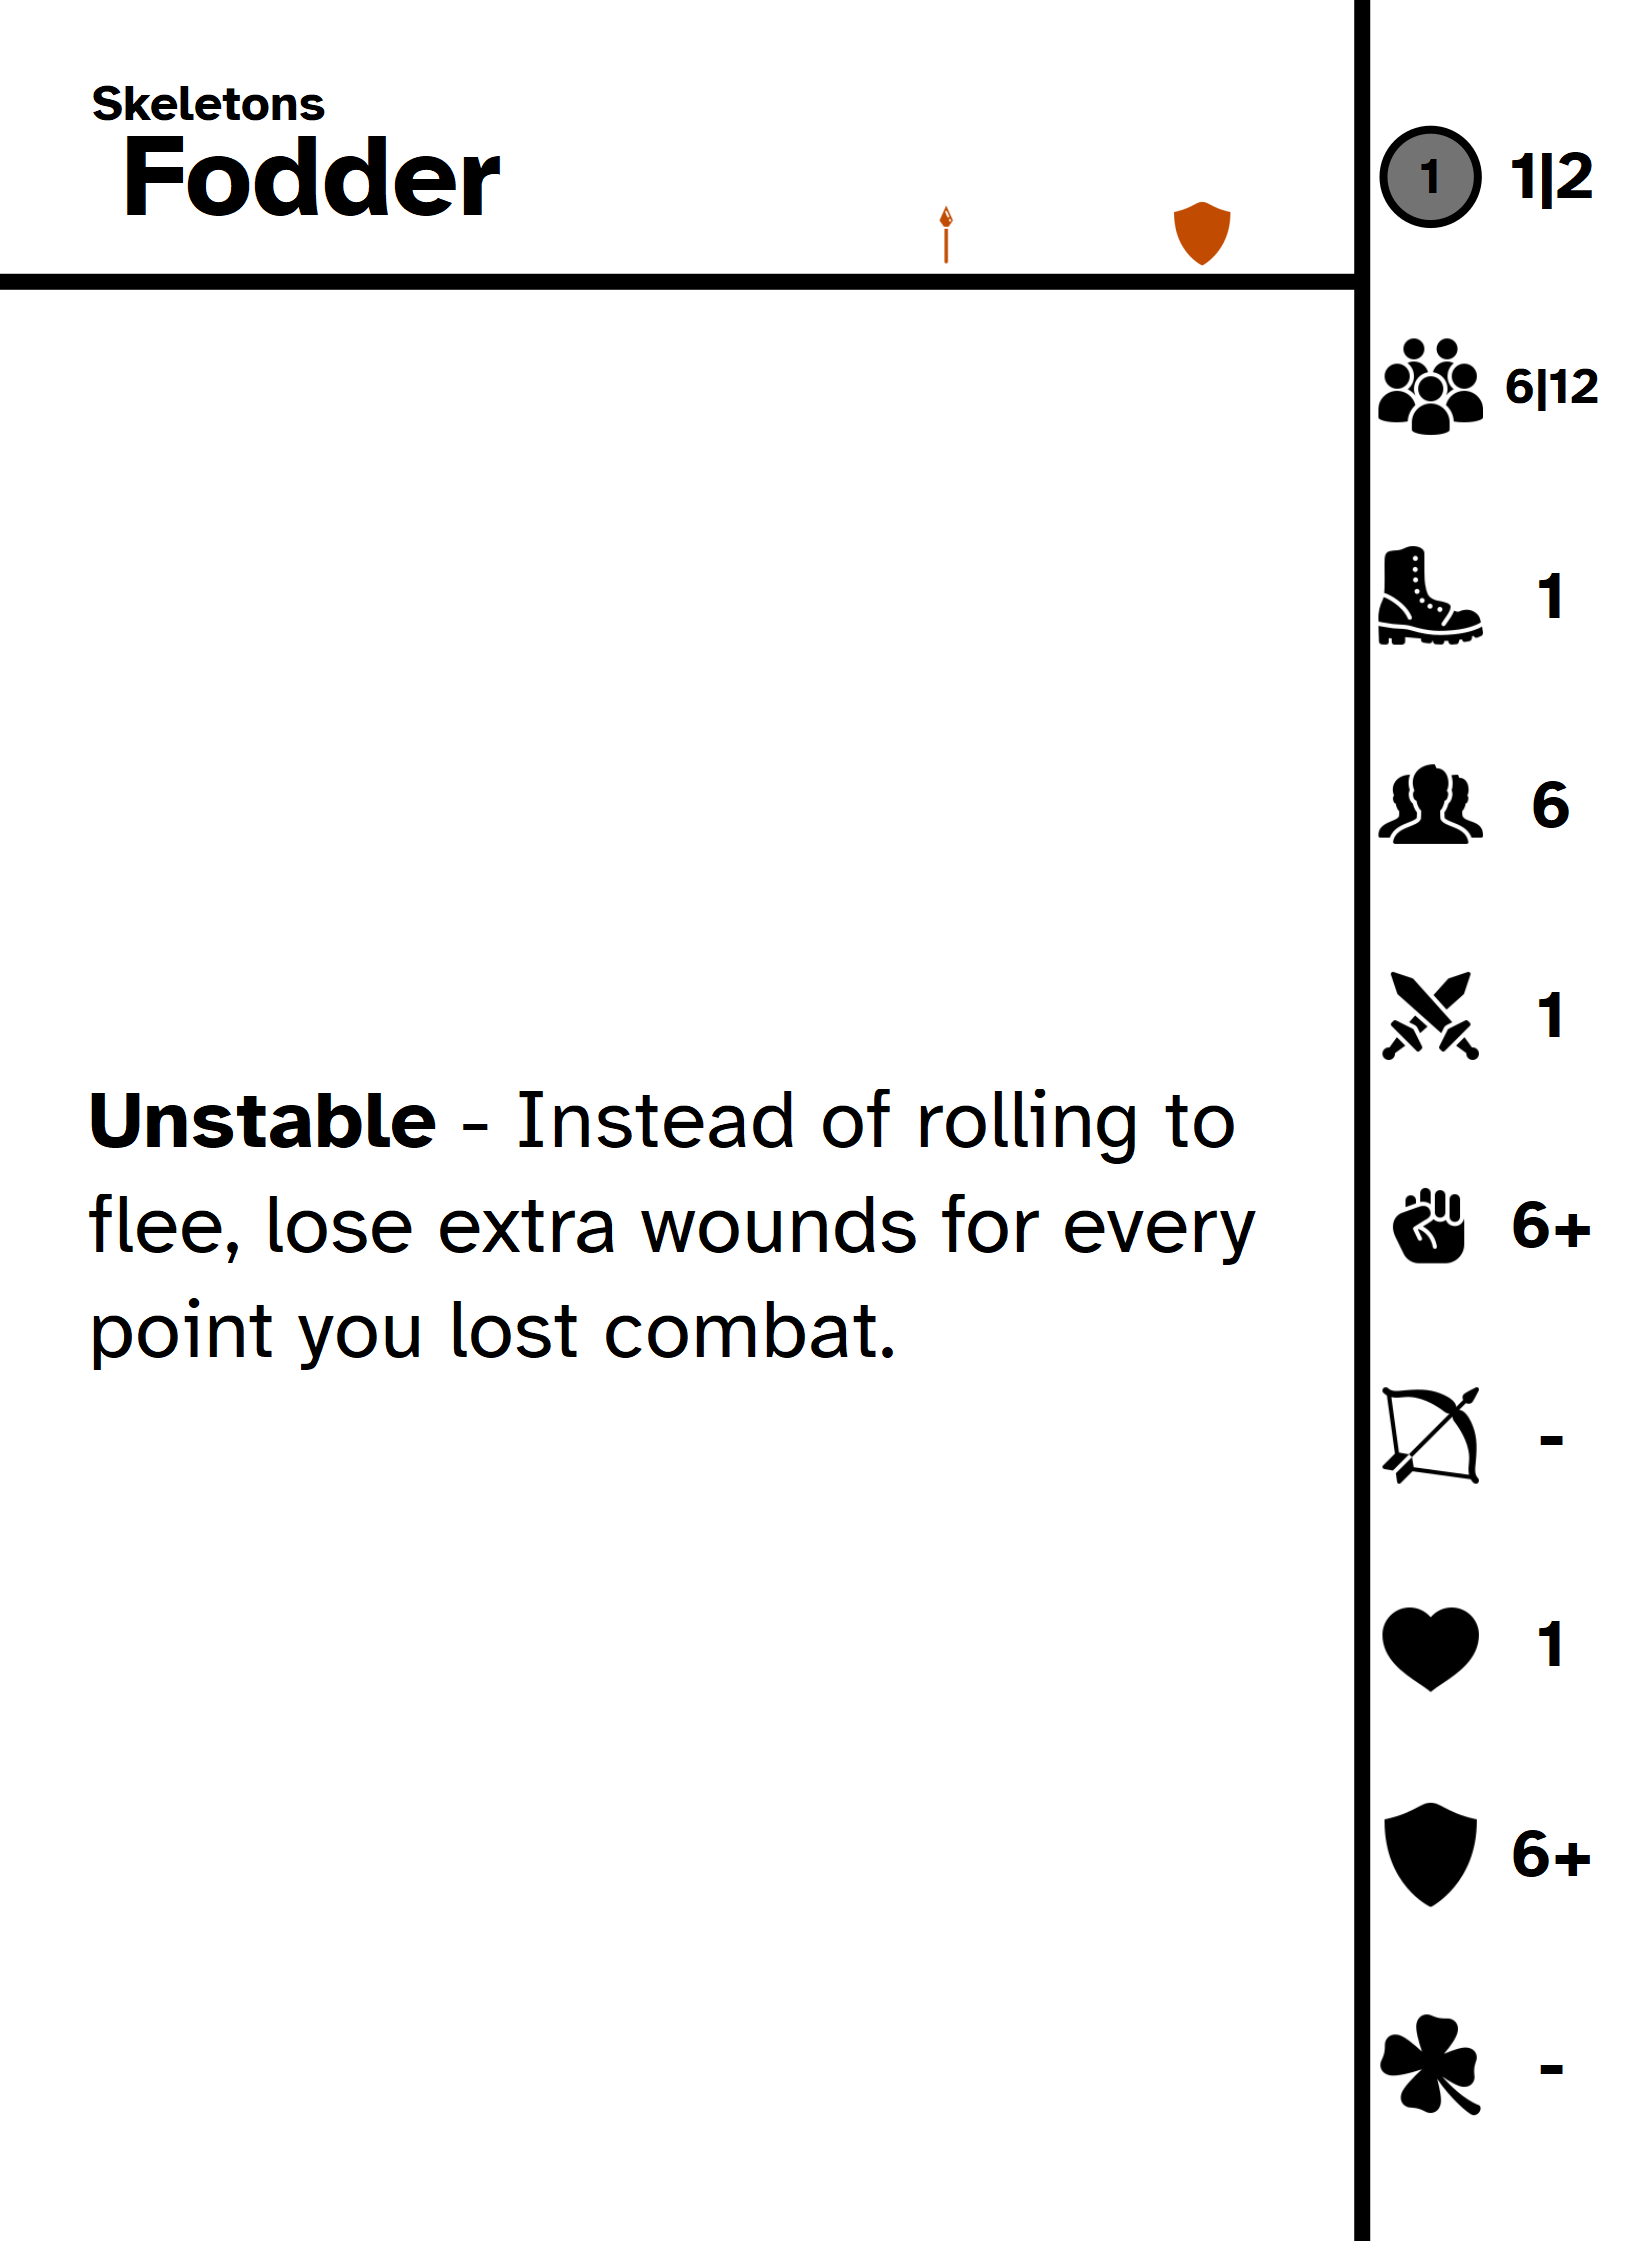 Skeletons
Fodder
1 1|2
6|12
1
6
1
Unstable - Instead of rolling to
flee, lose extra wounds for every
point you lost combat.
6+
-
1
6+
-